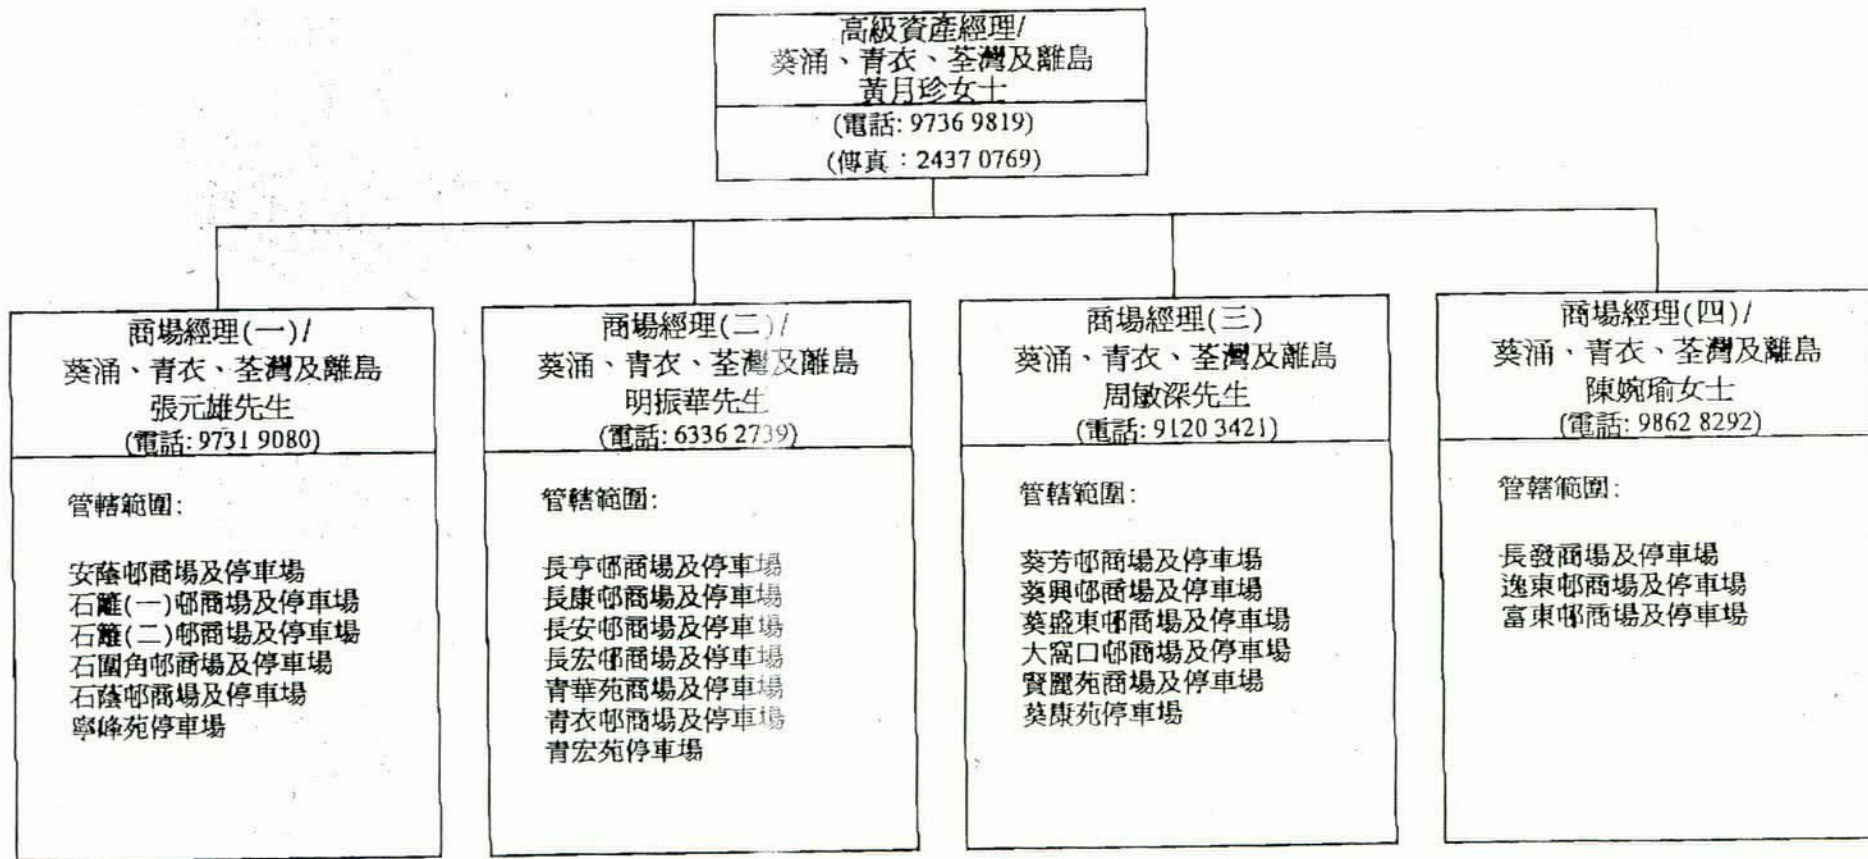 高級資產經理/
葵涌、青衣、荃灣及離島
黃月珍女士
(電話: 9736 9819)
(傳真：2437 0769)
商場經理(一)/
葵涌、青衣、荃灣及離島
張元雄先生
(電話: 9731 9080)
管轄範圍:
安蔭邨商場及停車場
石籬(一)邨商場及停車場
石籬(二)邨商場及停車場
石圍角邨商場及停車場
石蔭邨商場及停車場
寧峰苑停車場
商場經理(二)/
葵涌、青衣、荃灣及離島
明振華先生
(電話: 6336 2739)
管轄範圍:
長亨邨商場及停車場
長康邨商場及停車場
長安邨商場及停車場
長宏邨商場及停車場
青華苑商場及停車場
青衣邨商場及停車場
青宏苑停車場
商場經理(三)
葵涌、青衣、荃灣及離島
周敏深先生
(電話: 9120 3421)
管轄範圍:
葵芳邨商場及停車場
葵興邨商場及停車場
葵盛東邨商場及停車場
大窩口邨商場及停車場
賢麗苑商場及停車場
葵康苑停車場
商場經理(四)/
葵涌、青衣、荃灣及離島
陳婉瑜女士
(電話: 9862 8292)
管轄範圍:
長發商場及停車場
逸東邨商場及停車場
富東邨商場及停車場